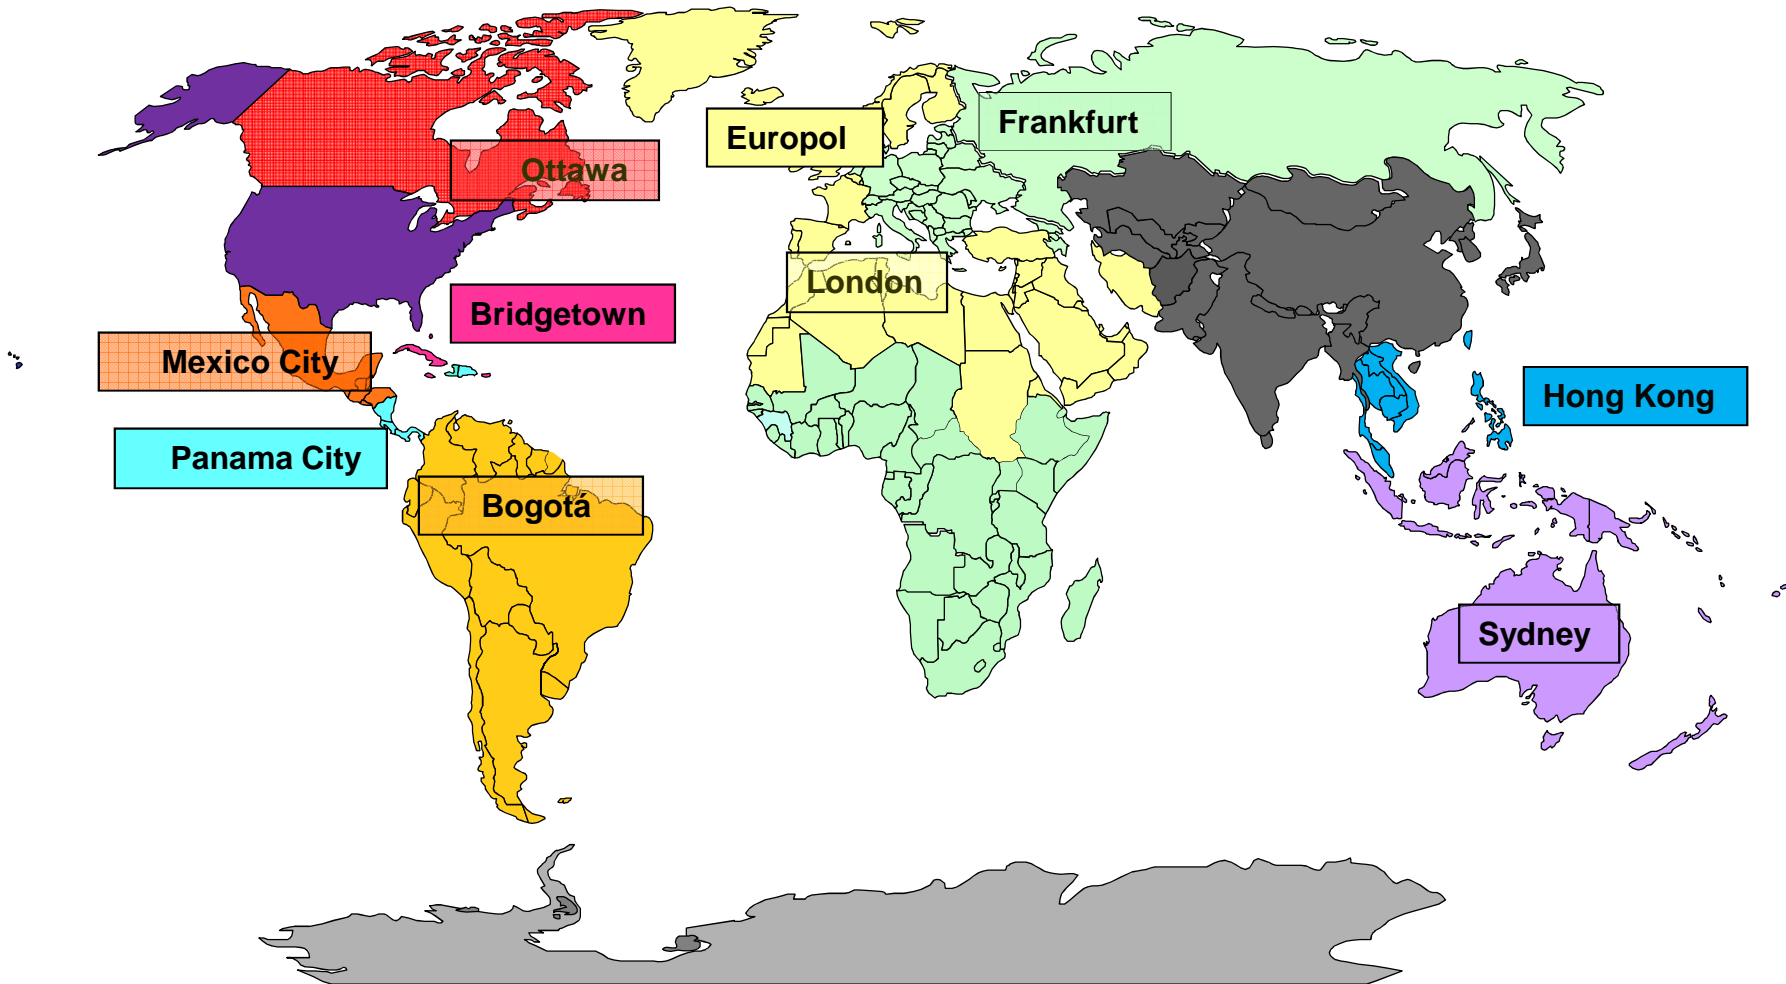 Frankfurt
Europol
Ottawa
London
Bridgetown
Mexico City
Hong Kong
Panama City
Bogotá
Sydney